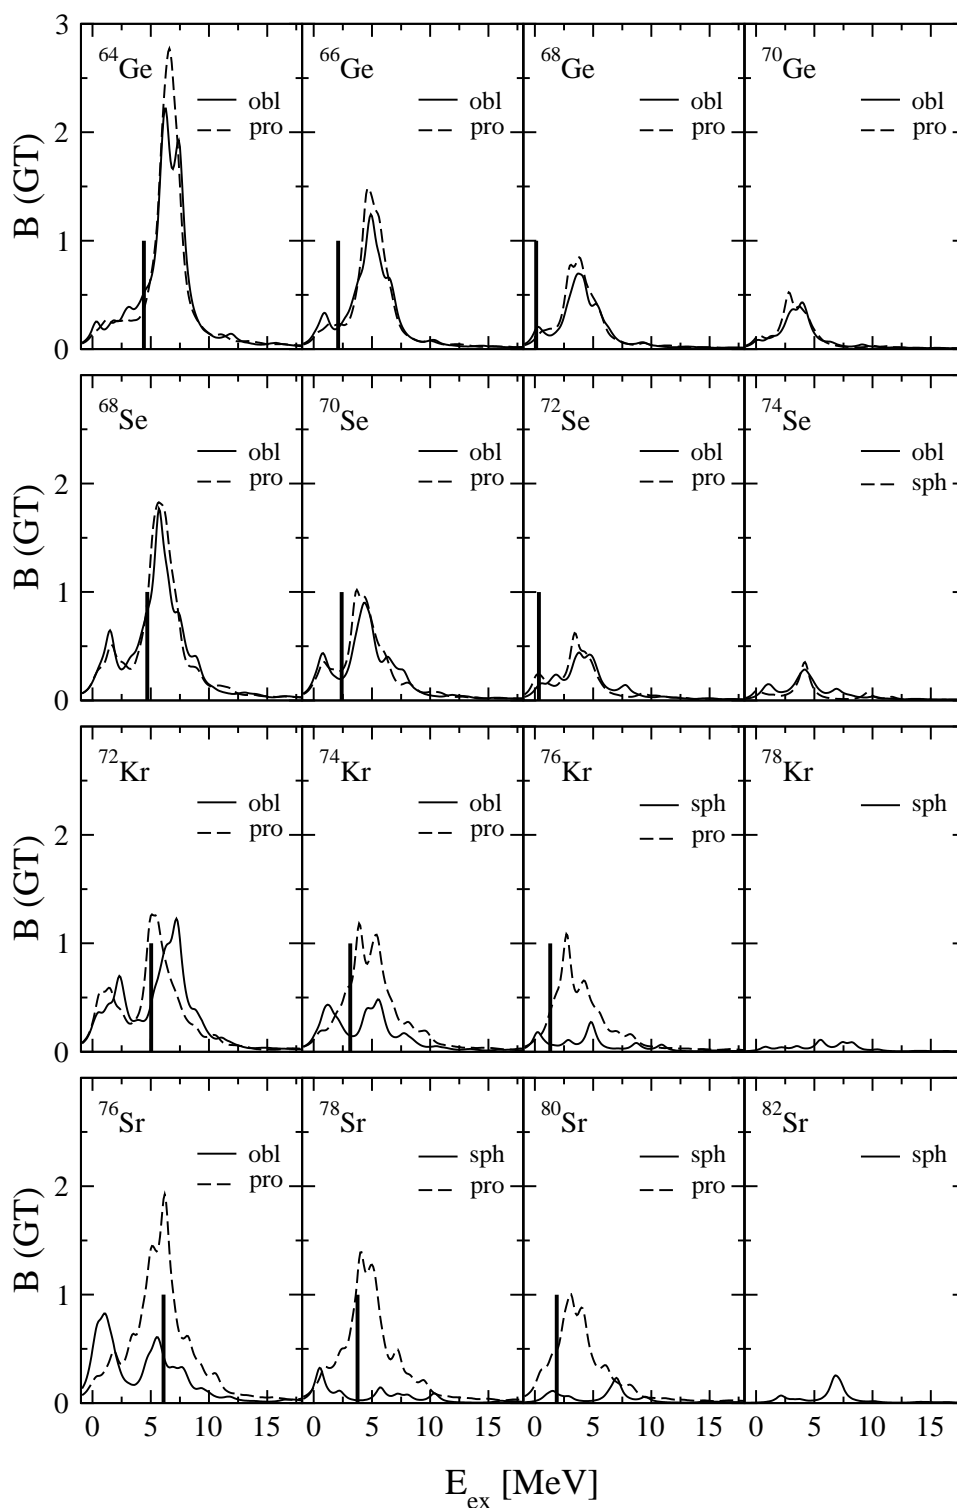 3
2
1
0
B (GT)
⁶⁴Ge
obl
pro
⁶⁶Ge
obl
pro
⁶⁸Ge
obl
pro
⁷⁰Ge
obl
pro
2
1
0
B (GT)
⁶⁸Se
obl
pro
⁷⁰Se
obl
pro
⁷²Se
obl
pro
⁷⁴Se
obl
sph
2
1
0
B (GT)
⁷²Kr
obl
pro
⁷⁴Kr
obl
pro
⁷⁶Kr
sph
pro
⁷⁸Kr
sph
2
1
0
B (GT)
⁷⁶Sr
obl
pro
⁷⁸Sr
sph
pro
⁸⁰Sr
sph
pro
⁸²Sr
sph
0 5 10 15 0 5 10 15 0 5 10 15 0 5 10 15
E_ex [MeV]